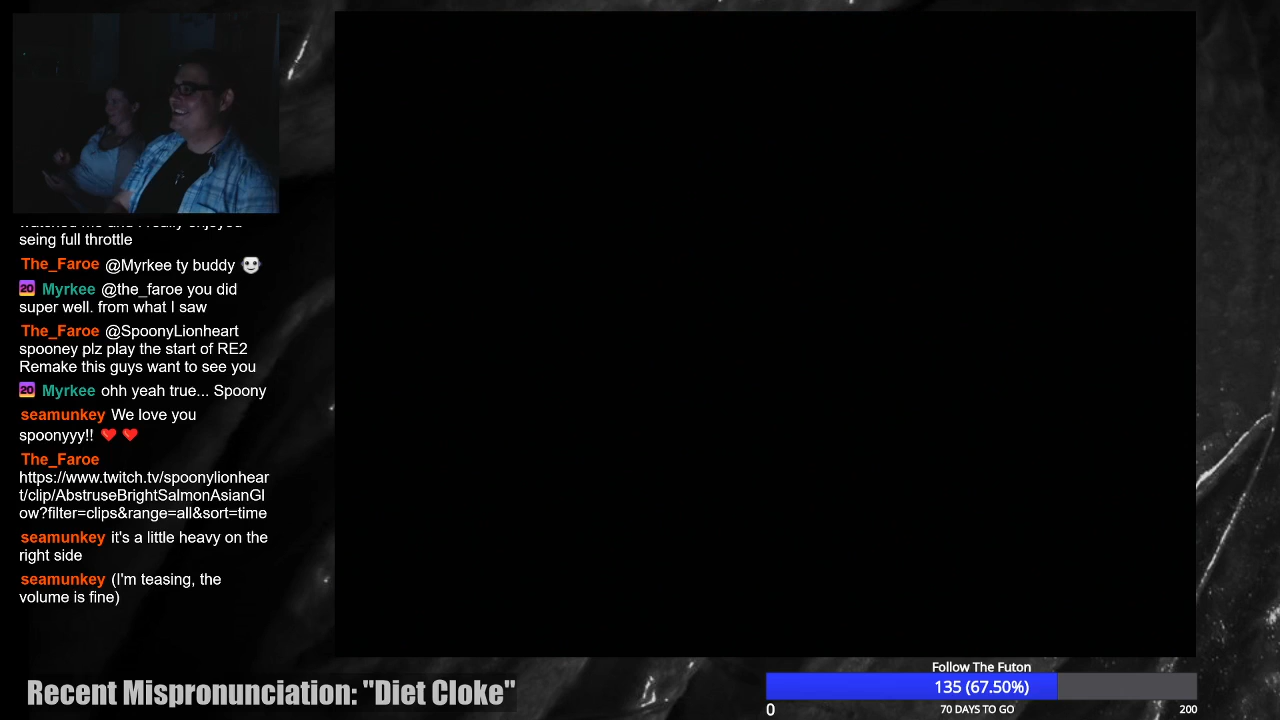 seing full throttle
The_Faroe @Myrkee ty buddy
20 Myrkee @the_faroe you did
super well. from what I saw
The_Faroe @SpoonyLionheart
spooney plz play the start of RE2
Remake this guys want to see you
20 Myrkee ohh yeah true... Spoony
seamunkey We love you
spoonyyy!!
The_Faroe
https://www.twitch.tv/spoonylionhear
t/clip/AbstruseBrightSalmonAsianGl
ow?filter=clips&range=all&sort=time
seamunkey it's a little heavy on the
right side
seamunkey (I'm teasing, the
volume is fine)
Recent Mispronunciation: "Diet Cloke"
Follow The Futon
135 (67.50%)
0 70 DAYS TO GO 200